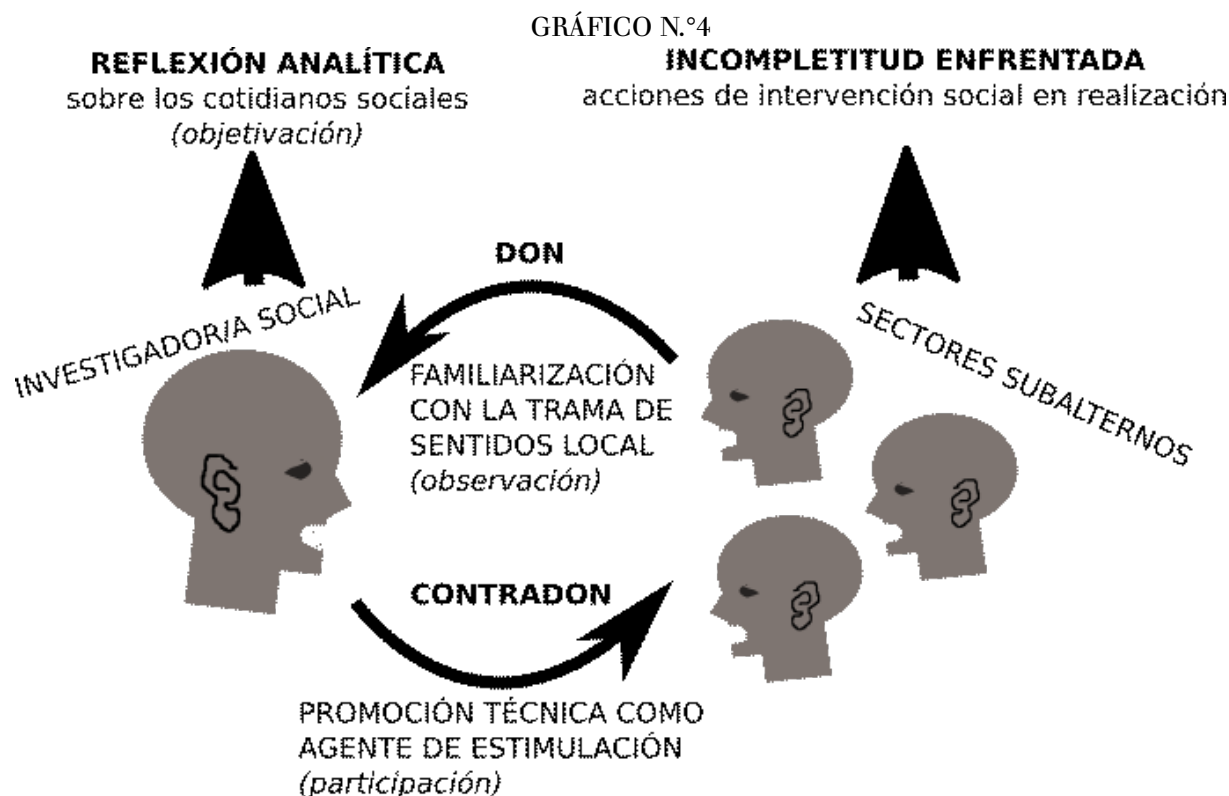 GRÁFICO N.°4
REFLEXIÓN ANALÍTICA
sobre los cotidianos sociales
(objetivación)
INCOMPLETITUD ENFRENTADA
acciones de intervención social en realización
DON
INVESTIGADOR/A SOCIAL
SECTORES SUBALTERNOS
FAMILIARIZACIÓN
CON LA TRAMA DE
SENTIDOS LOCAL
(observación)
CONTRADON
PROMOCIÓN TÉCNICA COMO
AGENTE DE ESTIMULACIÓN
(participación)